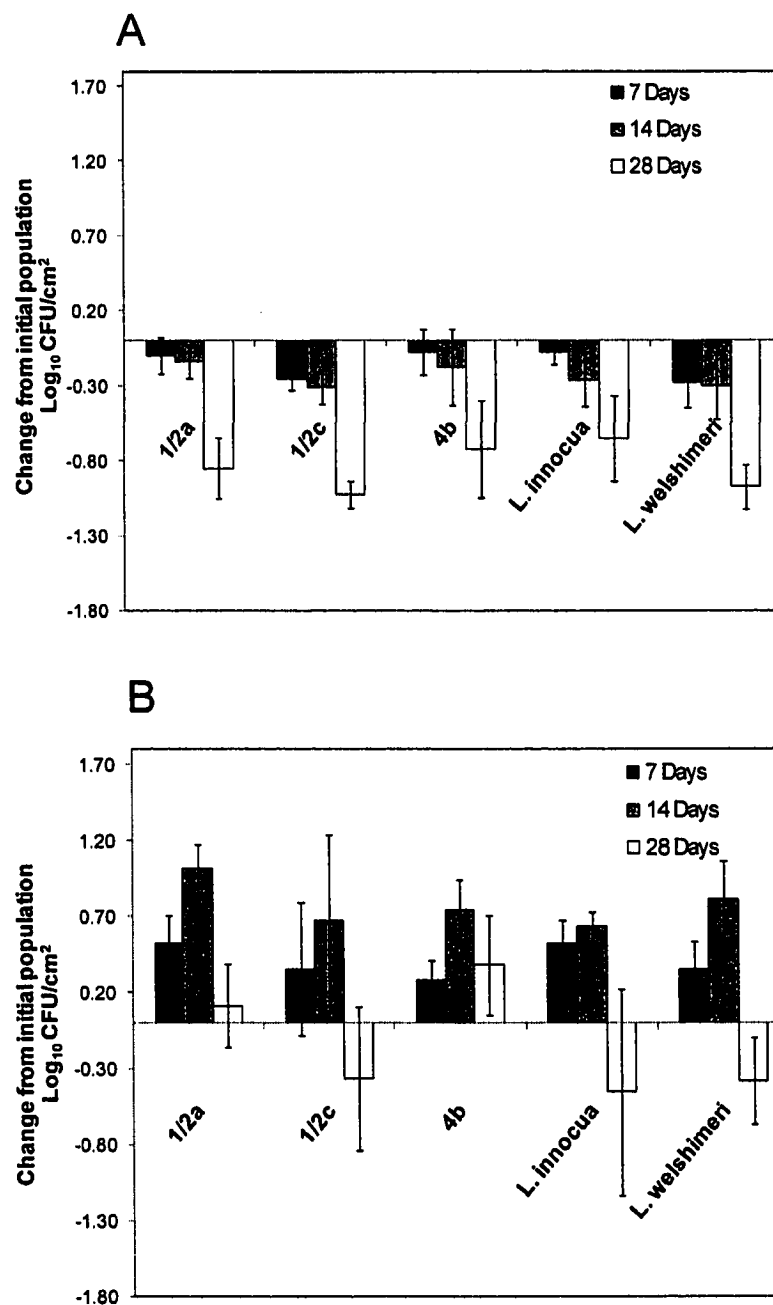 A
1.70
1.20
0.70
0.20
-0.30
-0.80
-1.30
-1.80
Change from initial population
Log₁₀ CFU/cm²
7 Days
14 Days
28 Days
1/2a
1/2c
4b
L. innocua
L. welshimeri
B
1.70
1.20
0.70
0.20
-0.30
-0.80
-1.30
-1.80
Change from initial population
Log₁₀ CFU/cm²
7 Days
14 Days
28 Days
1/2a
1/2c
4b
L. innocua
L. welshimeri